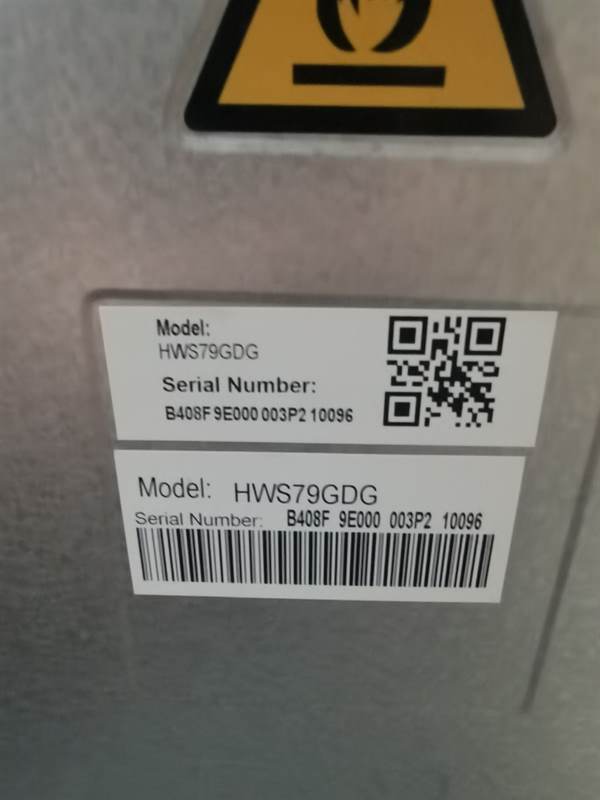 Model:
HWS79GDG
Serial Number:
B408F 9E000 003P2 10096
Model: HWS79GDG
Serial Number: B408F 9E000 003P2 10096